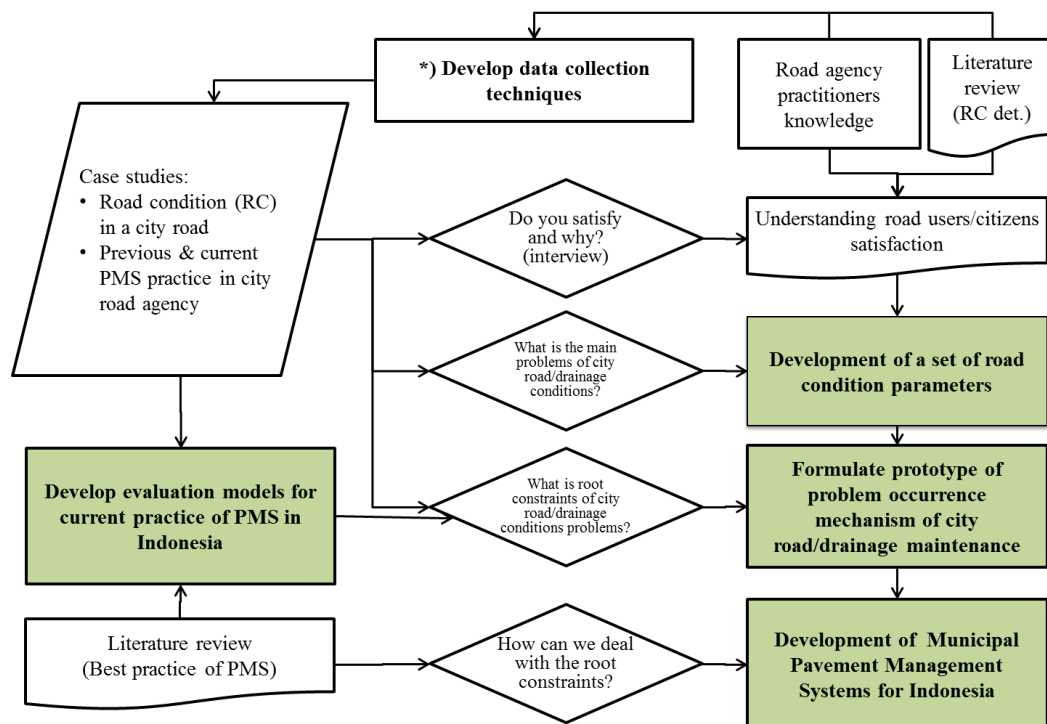 *) Develop data collection
techniques
Road agency
practitioners
knowledge
Literature
review
(RC det.)
Case studies:
• Road condition (RC)
in a city road
• Previous & current
PMS practice in city
road agency
Do you satisfy
and why?
(interview)
Understanding road users/citizens
satisfaction
What is the main
problems of city
road/drainage
conditions?
Development of a set of road
condition parameters
Develop evaluation models for
current practice of PMS in
Indonesia
What is root
constraints of city
road/drainage
conditions problems?
Formulate prototype of
problem occurrence
mechanism of city
road/drainage maintenance
Literature review
(Best practice of PMS)
How can we deal
with the root
constraints?
Development of Municipal
Pavement Management
Systems for Indonesia